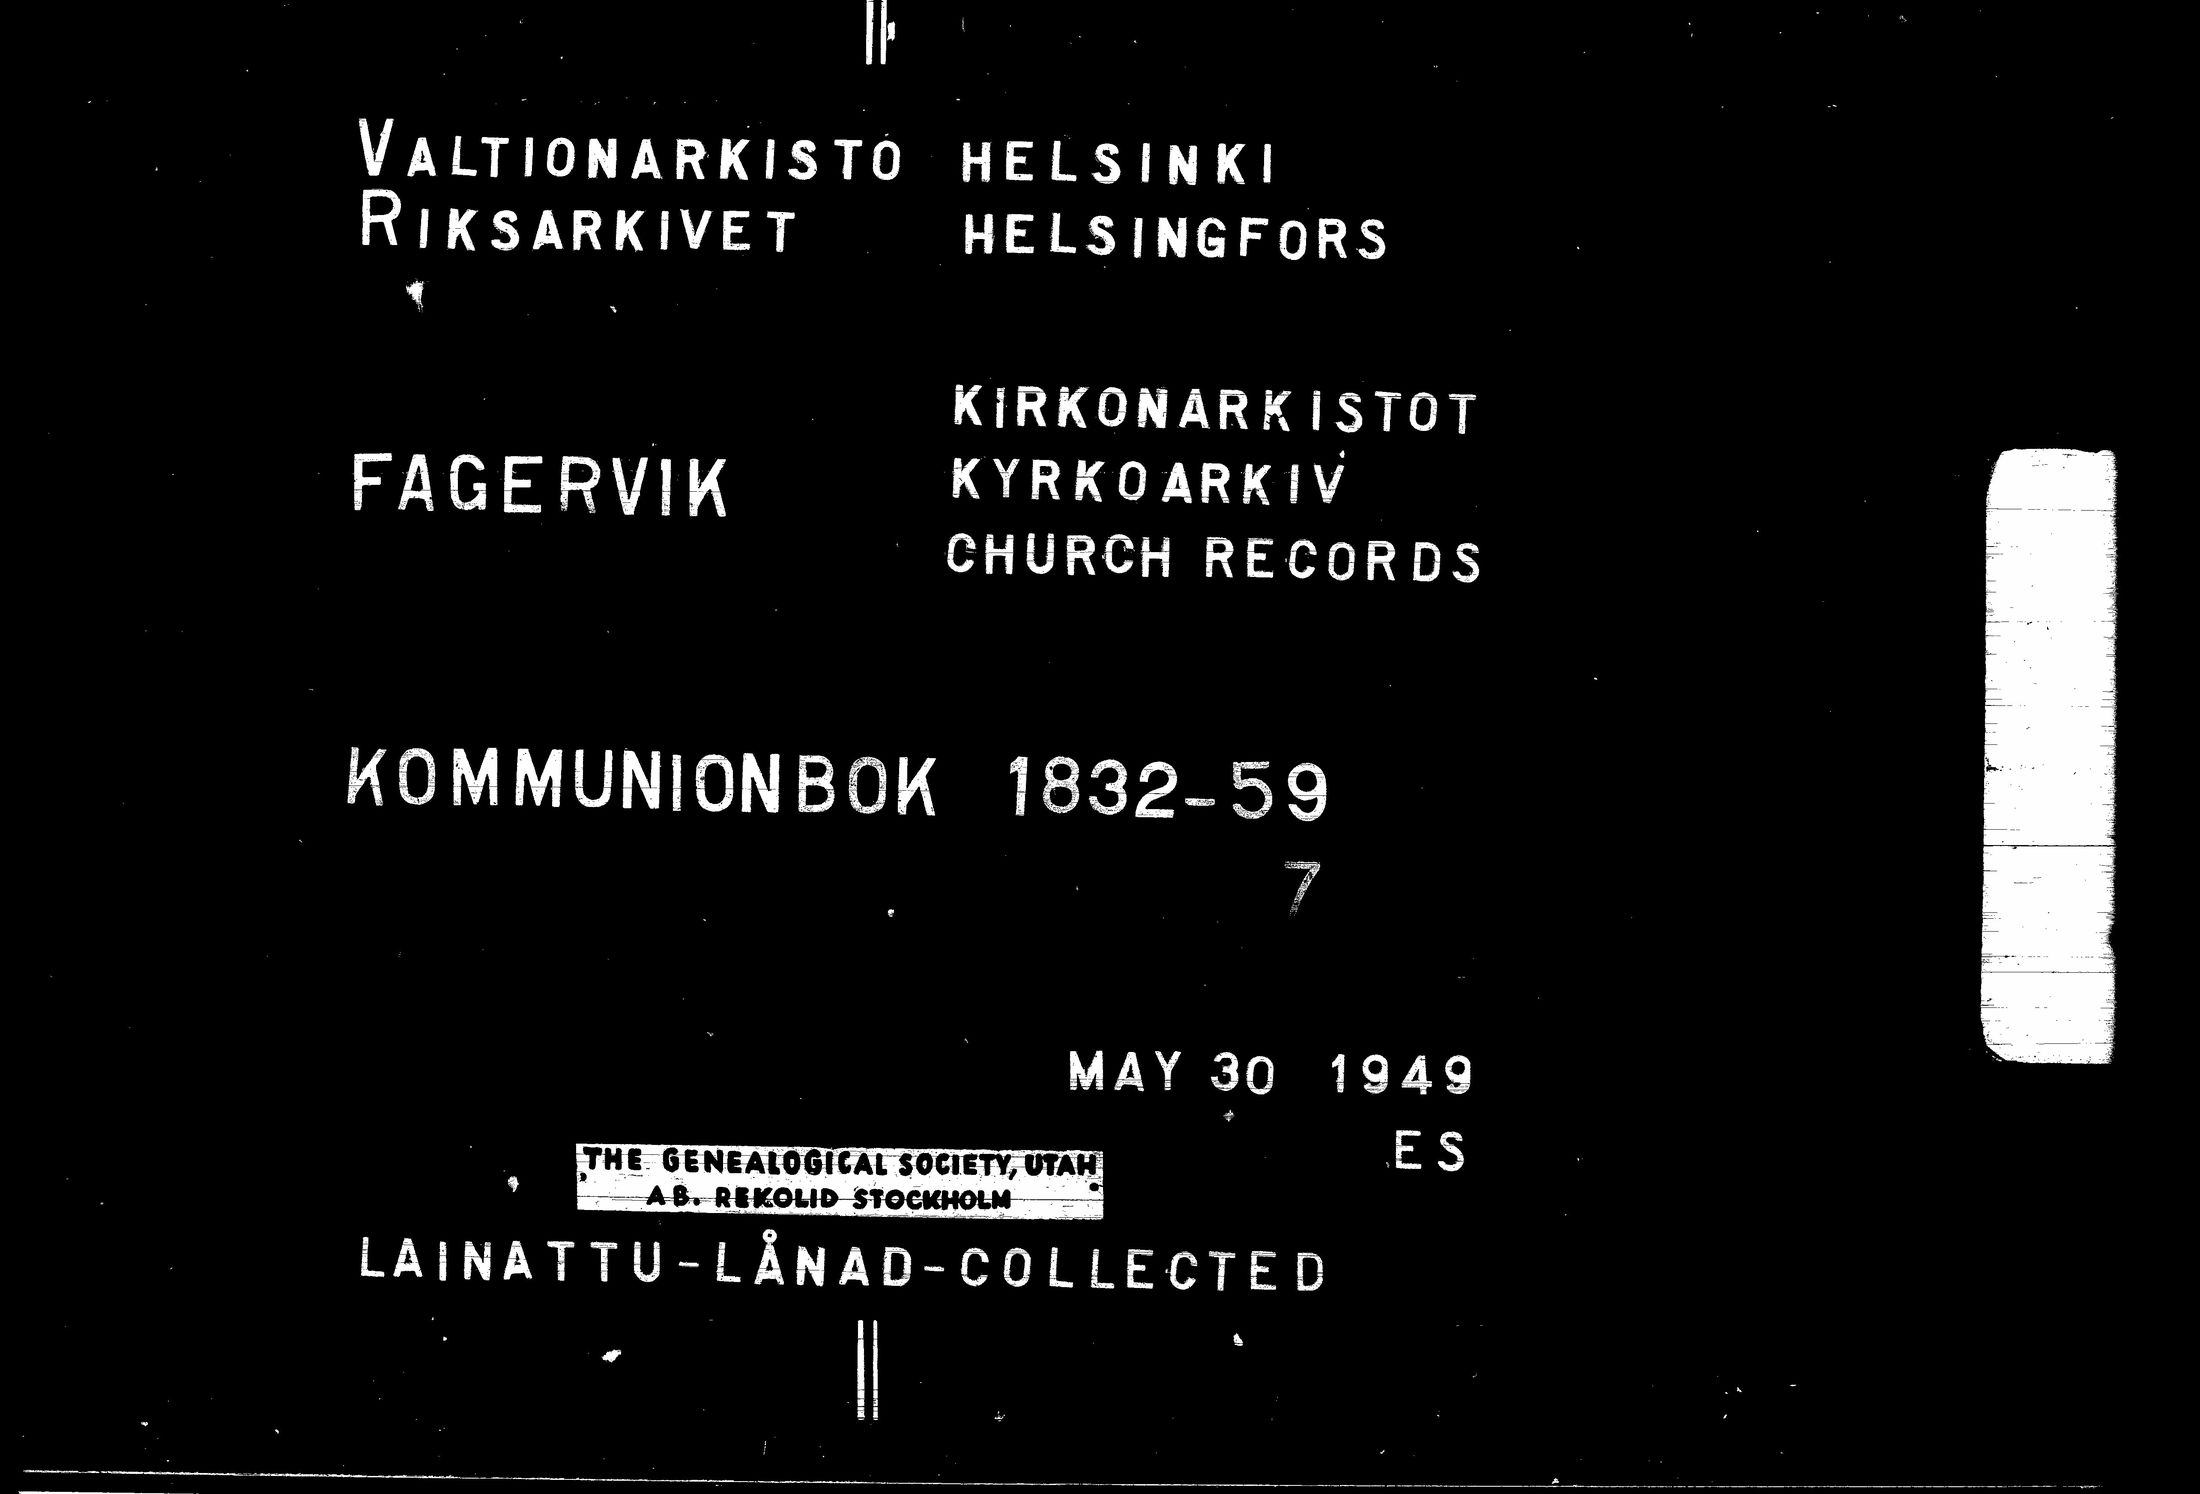 VALTIONARKISTO HELSINKI
RIKSARKIVET HELSINGFORS
KIRKONARKISTOT
FAGERVIK KYRKOARKIV
CHURCH RECORDS
KOMMUNIONBOK 1832-59
7
MAY 30 1949
ES
THE GENEALOGICAL SOCIETY, UTAH
AB. REKOLID STOCKHOLM
LAINATTU-LÅNAD-COLLECTED